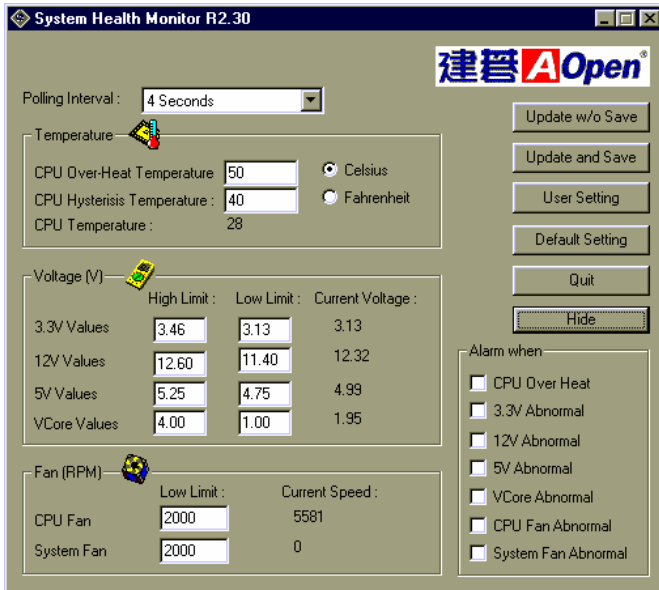 System Health Monitor R2.30
建碁 AOpen®
Polling Interval : 4 Seconds
Temperature
CPU Over-Heat Temperature 50 Celsius
CPU Hysterisis Temperature : 40 Fahrenheit
CPU Temperature : 28
Voltage (V)
High Limit : Low Limit : Current Voltage :
3.3V Values 3.46 3.13 3.13
12V Values 12.60 11.40 12.32
5V Values 5.25 4.75 4.99
VCore Values 4.00 1.00 1.95
Fan (RPM)
Low Limit : Current Speed :
CPU Fan 2000 5581
System Fan 2000 0
Update w/o Save
Update and Save
User Setting
Default Setting
Quit
Hide
Alarm when
CPU Over Heat
3.3V Abnormal
12V Abnormal
5V Abnormal
VCore Abnormal
CPU Fan Abnormal
System Fan Abnormal